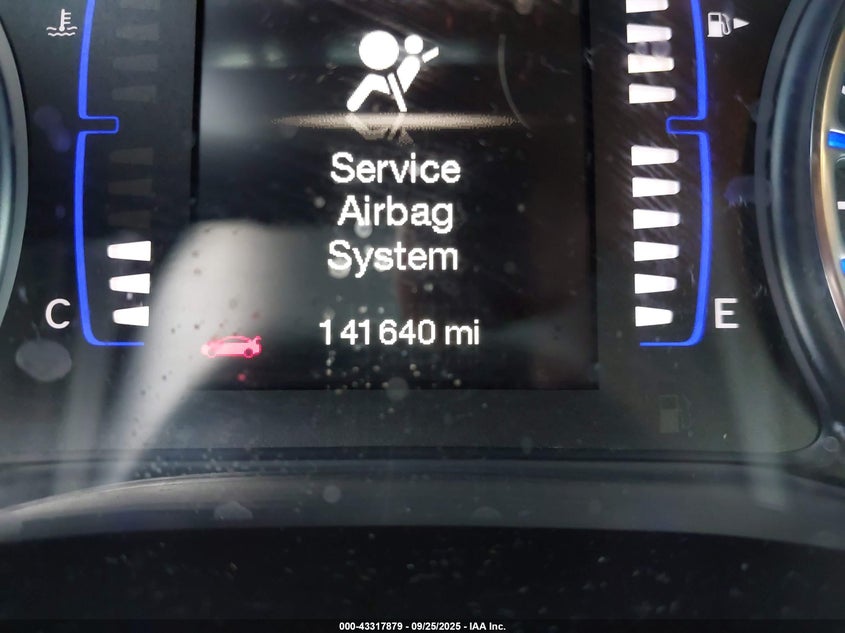 Service
Airbag
System
C
E
141640 mi
000-43317879 - 09/25/2025 - IAA Inc.